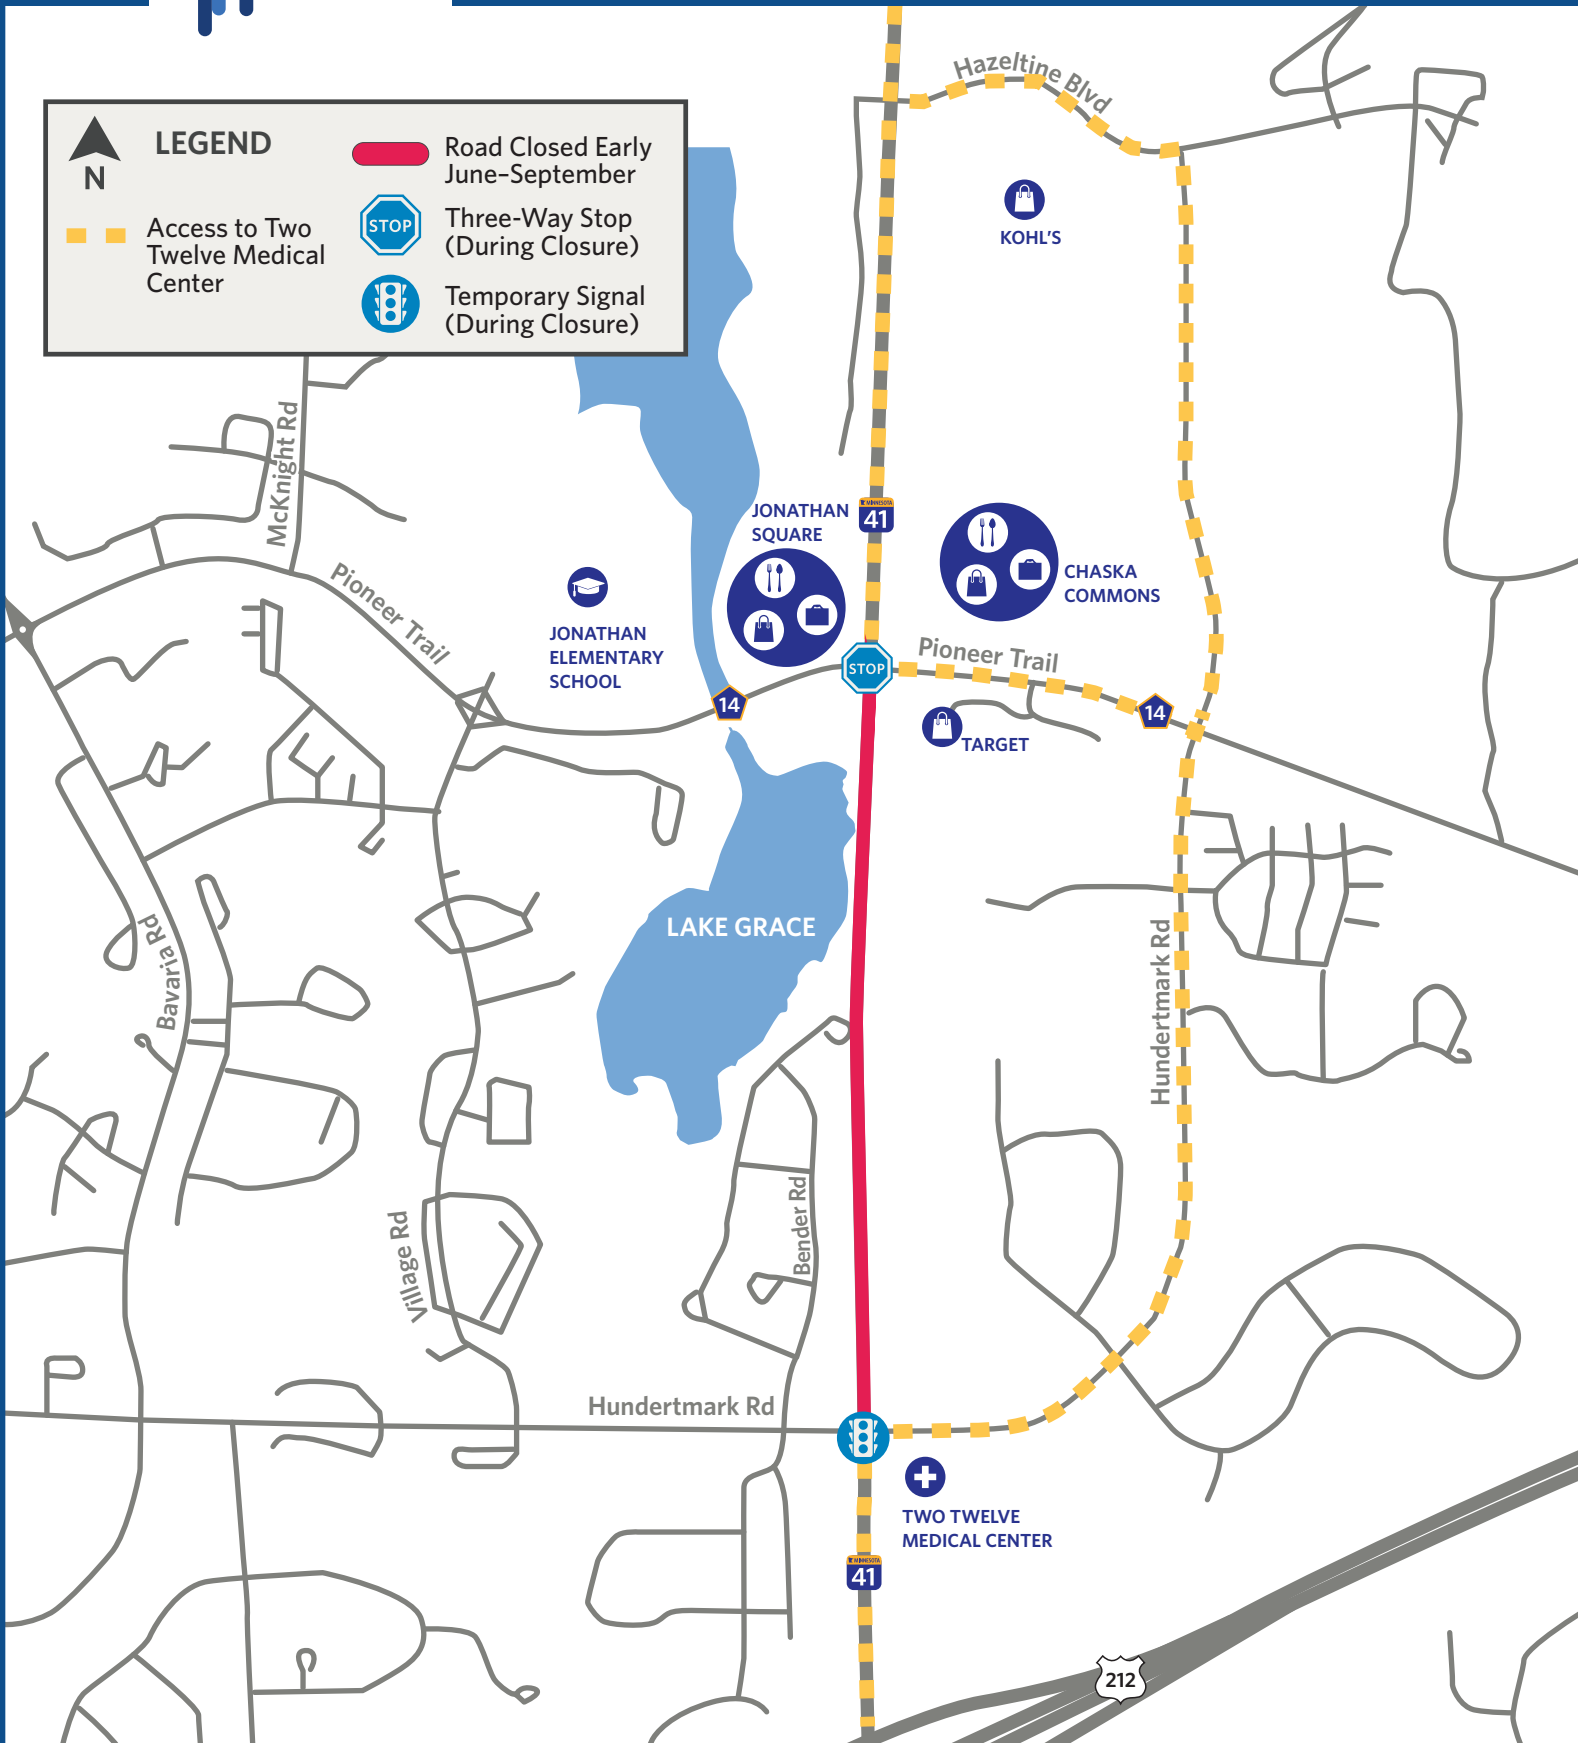 LEGEND
N
Access to Two
Twelve Medical
Center
Road Closed Early
June–September
STOP
Three-Way Stop
(During Closure)
Temporary Signal
(During Closure)
Hazeltine Blvd
KOHL'S
McKnight Rd
JONATHAN
SQUARE
MINNESOTA
41
CHASKA
COMMONS
Pioneer Trail
JONATHAN
ELEMENTARY
SCHOOL
STOP
Pioneer Trail
14
14
TARGET
LAKE GRACE
Bavaria Rd
Hundertmark Rd
Village Rd
Bender Rd
Hundertmark Rd
TWO TWELVE
MEDICAL CENTER
MINNESOTA
41
212